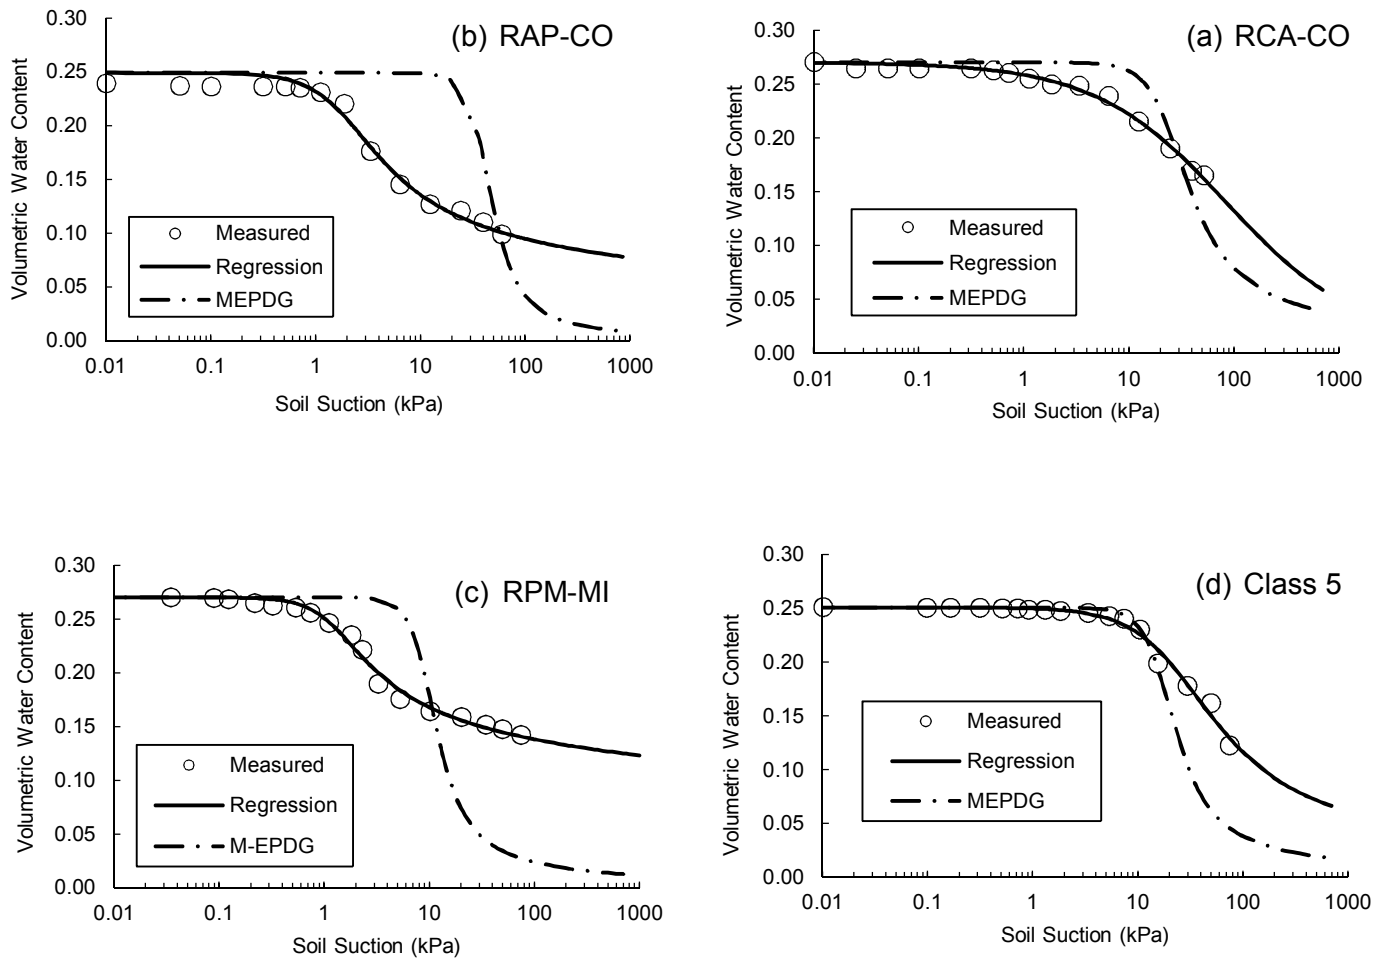 (b) RAP-CO
Volumetric Water Content
0.30
0.25
0.20
0.15
0.10
0.05
0.00
Measured
Regression
MEPDG
0.01 0.1 1 10 100 1000
Soil Suction (kPa)
(a) RCA-CO
Volumetric Water Content
0.30
0.25
0.20
0.15
0.10
0.05
0.00
Measured
Regression
MEPDG
0.01 0.1 1 10 100 1000
Soil Suction (kPa)
(c) RPM-MI
Volumetric Water Content
0.30
0.25
0.20
0.15
0.10
0.05
0.00
Measured
Regression
M-EPDG
0.01 0.1 1 10 100 1000
Soil Suction (kPa)
(d) Class 5
Volumetric Water Content
0.30
0.25
0.20
0.15
0.10
0.05
0.00
Measured
Regression
MEPDG
0.01 0.1 1 10 100 1000
Soil Suction (kPa)